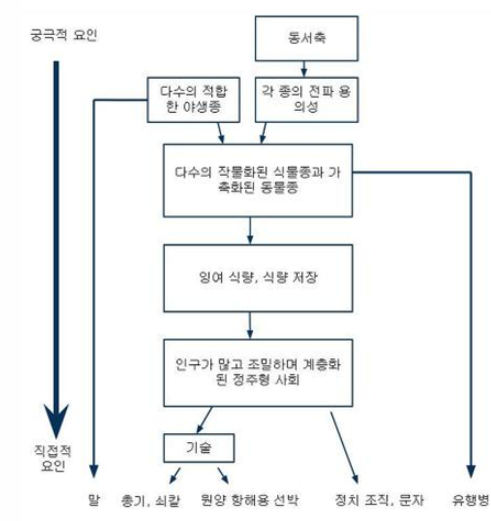 궁극적 요인
동서축
다수의 적합
한 야생종
각 종의 전파 용
의성
다수의 작물화된 식물종과 가
축화된 동물종
잉여 식량, 식량 저장
인구가 많고 조밀하며 계층화
된 정주형 사회
기술
직접적
요인
말
총기, 쇠칼
원양 항해용 선박
정치 조직, 문자
유행병